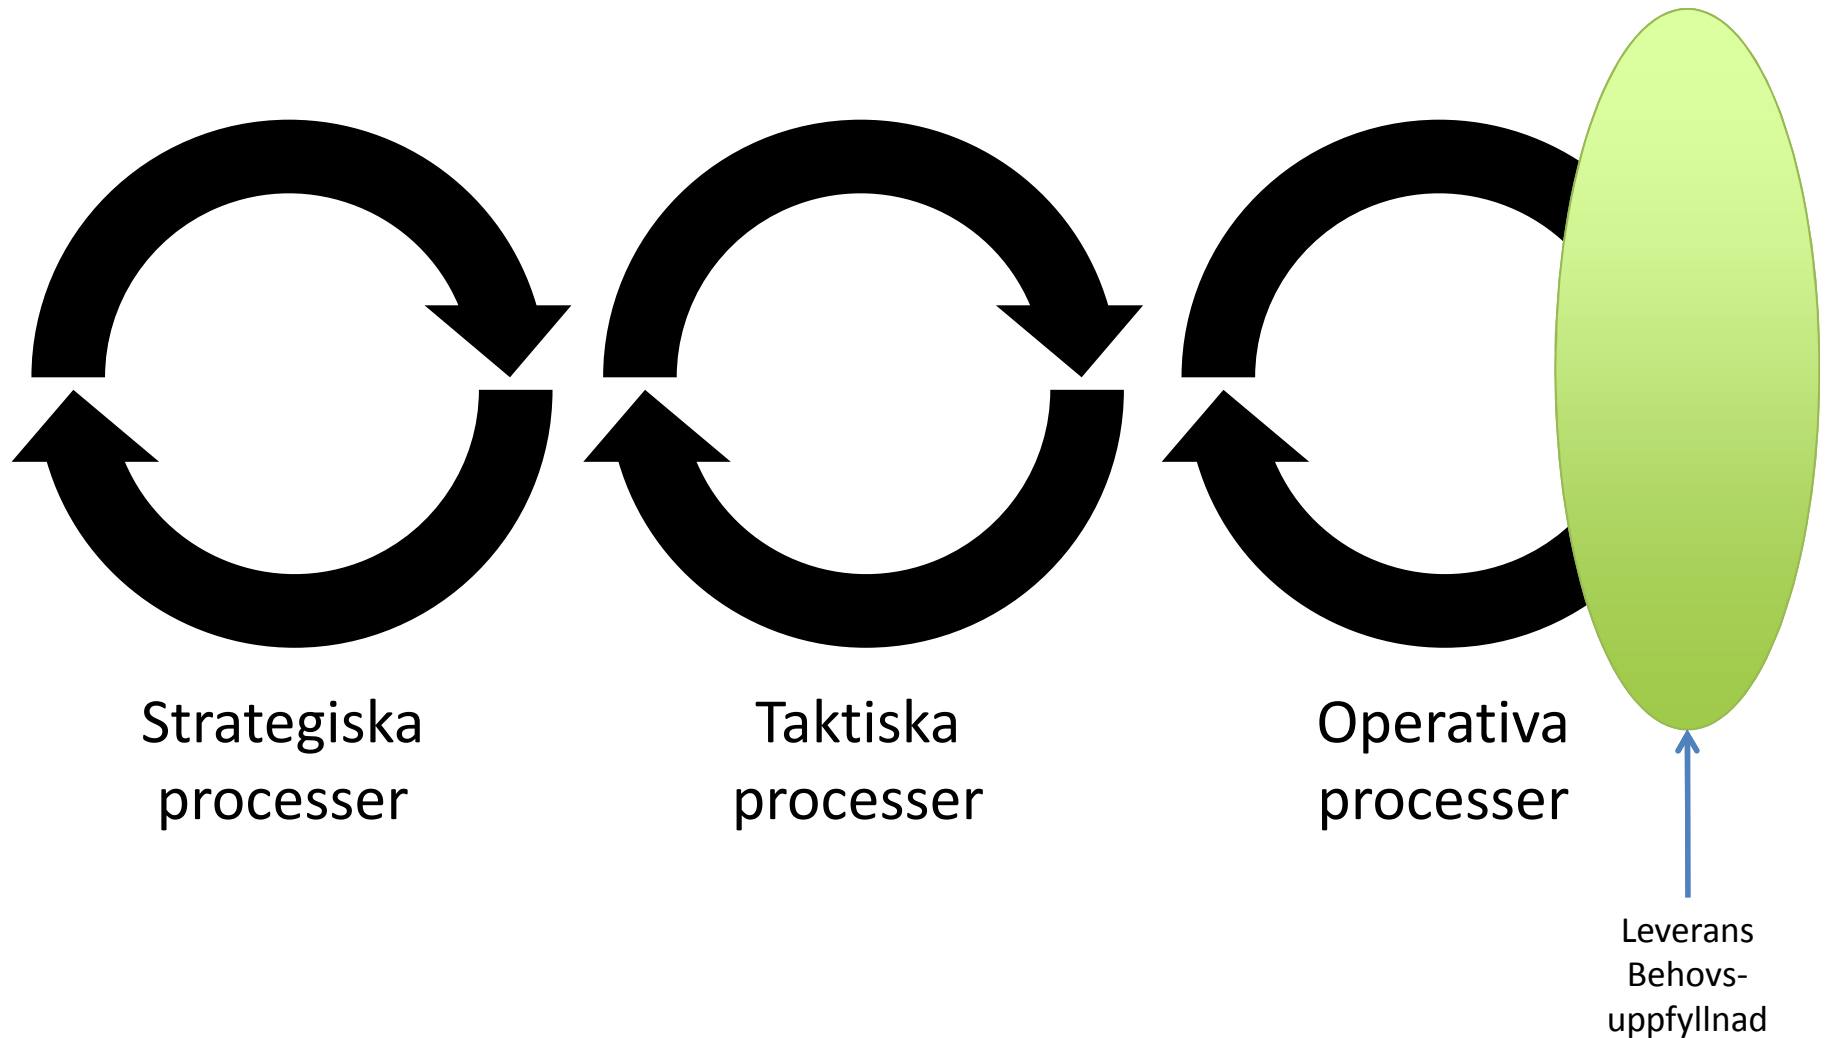 Strategiska
processer
Taktiska
processer
Operativa
processer
Leverans
Behovs-
uppfyllnad